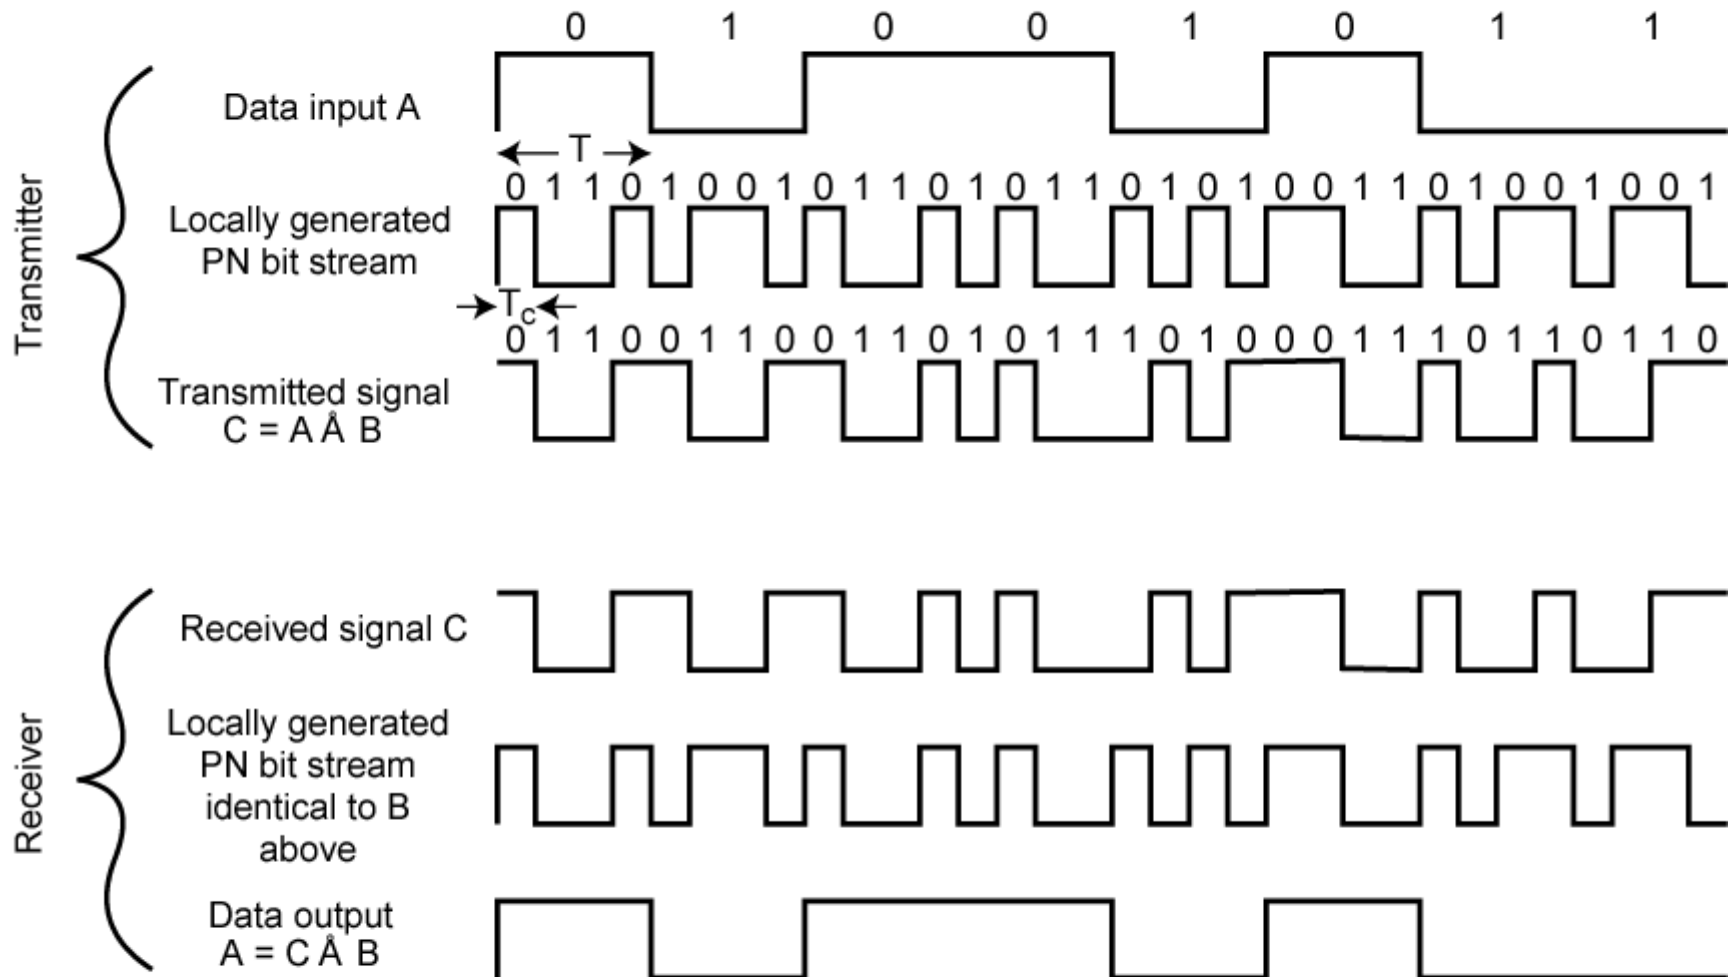 0 1 0 0 1 0 1 1
Data input A
T
0 1 1 0 1 0 0 1 0 1 1 0 1 0 1 1 0 1 0 1 0 0 1 1 0 1 0 0 1 0 0 1
Locally generated
PN bit stream
Tc
0 1 1 0 0 1 1 0 0 1 1 0 1 0 1 1 1 0 1 0 0 0 1 1 1 0 1 1 0 1 1 0
Transmitted signal
C = A Å B
Transmitter
Received signal C
Locally generated
PN bit stream
identical to B
above
Data output
A = C Å B
Receiver